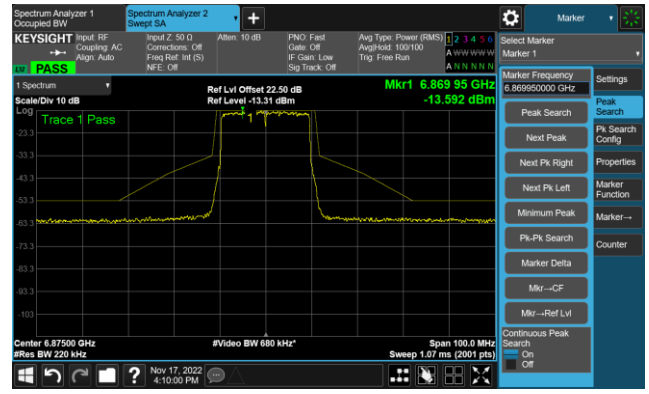 Spectrum Analyzer 1
Occupied BW
Spectrum Analyzer 2
Swept SA
Marker
KEYSIGHT
Input: RF
Coupling: AC
Align: Auto
Input Z: 50 Ω
Corrections: Off
Freq Ref: Int (S)
NFE: Off
Atten: 10 dB
PNO: Fast
Gate: Off
IF Gain: Low
Sig Track: Off
Avg Type: Power (RMS)
Avg|Hold: 100/100
Trig: Free Run
1 2 3 4 5 6
A W W W W W
A N N N N N
LVI PASS
Select Marker
Marker 1
1 Spectrum
Scale/Div 10 dB
Ref Lvl Offset 22.50 dB
Ref Level -13.31 dBm
Mkr1 6.869 95 GHz
-13.592 dBm
Log
Trace 1 Pass
1
-23.3
-33.3
-43.3
-53.3
-63.3
-73.3
-83.3
-93.3
-103
Center 6.87500 GHz
#Res BW 220 kHz
#Video BW 680 kHz*
Span 100.0 MHz
Sweep 1.07 ms (2001 pts)
Marker Frequency
6.869950000 GHz
Peak Search
Next Peak
Next Pk Right
Next Pk Left
Minimum Peak
Pk-Pk Search
Marker Delta
Mkr→CF
Mkr→Ref Lvl
Continuous Peak
Search
On
Off
Settings
Peak
Search
Pk Search
Config
Properties
Marker
Function
Marker→
Counter
Nov 17, 2022
4:10:00 PM